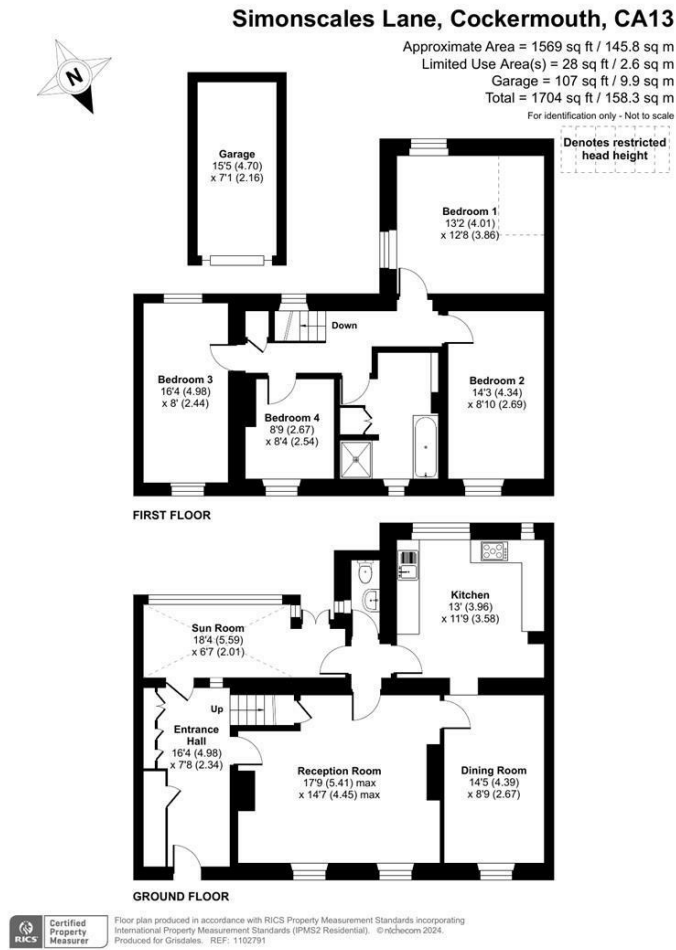 Simonscales Lane, Cockermouth, CA13
Approximate Area = 1569 sq ft / 145.8 sq m
Limited Use Area(s) = 28 sq ft / 2.6 sq m
Garage = 107 sq ft / 9.9 sq m
Total = 1704 sq ft / 158.3 sq m
For identification only - Not to scale
N
Denotes restricted
head height
Garage
15'5 (4.70)
x 7'1 (2.16)
Bedroom 1
13'2 (4.01)
x 12'8 (3.86)
Down
Bedroom 3
16'4 (4.98)
x 8' (2.44)
Bedroom 4
8'9 (2.67)
x 8'4 (2.54)
Bedroom 2
14'3 (4.34)
x 8'10 (2.69)
FIRST FLOOR
Kitchen
13' (3.96)
x 11'9 (3.58)
Sun Room
18'4 (5.59)
x 6'7 (2.01)
Up
Entrance
Hall
16'4 (4.98)
x 7'8 (2.34)
Reception Room
17'9 (5.41) max
x 14'7 (4.45) max
Dining Room
14'5 (4.39)
x 8'9 (2.67)
GROUND FLOOR
RICS
Certified
Property
Measurer
Floor plan produced in accordance with RICS Property Measurement Standards incorporating
International Property Measurement Standards (IPMS2 Residential). © nichecom 2024.
Produced for Grisdales. REF: 1102791